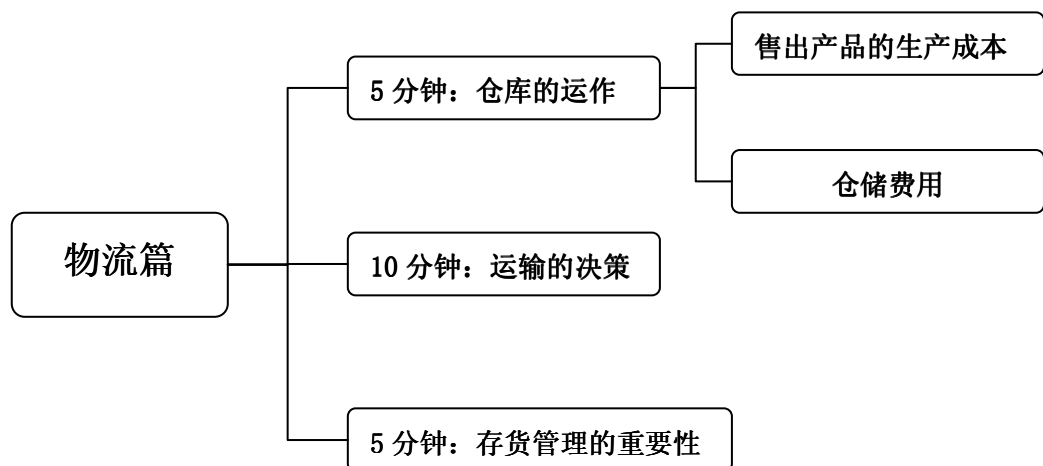 物流篇
5 分钟：仓库的运作
售出产品的生产成本
仓储费用
10 分钟：运输的决策
5 分钟：存货管理的重要性